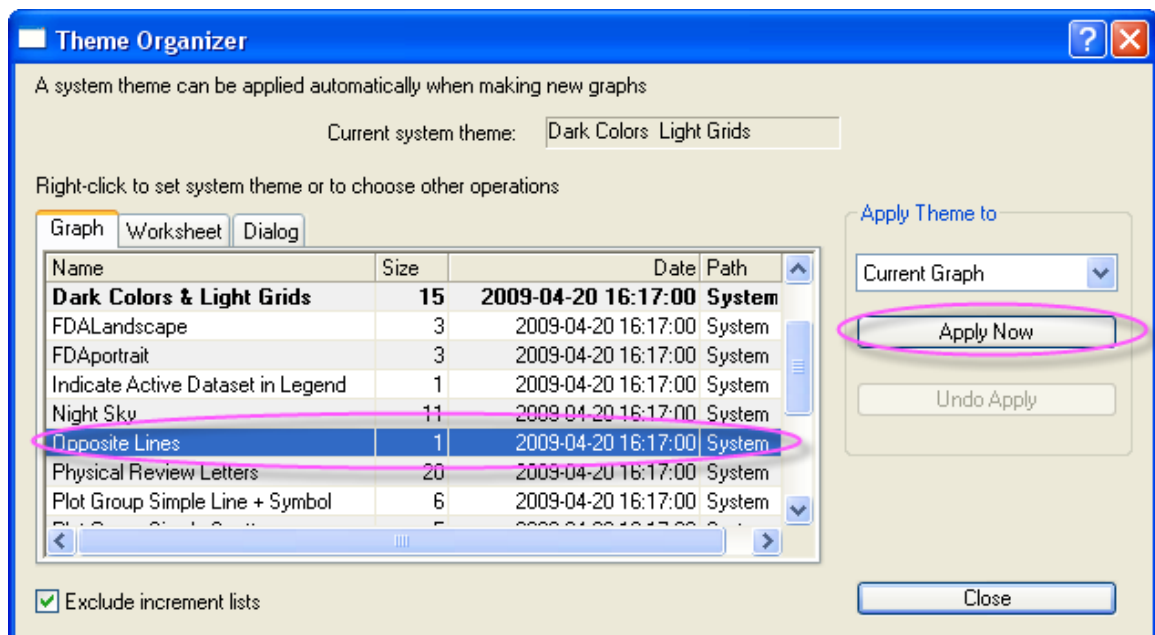 Theme Organizer
A system theme can be applied automatically when making new graphs
Current system theme: Dark Colors Light Grids
Right-click to set system theme or to choose other operations
Graph Worksheet Dialog
Name Size Date Path
Dark Colors & Light Grids 15 2009-04-20 16:17:00 System
FDALandscape 3 2009-04-20 16:17:00 System
FDAportrait 3 2009-04-20 16:17:00 System
Indicate Active Dataset in Legend 1 2009-04-20 16:17:00 System
Night Sky 11 2009-04-20 16:17:00 System
Opposite Lines 1 2009-04-20 16:17:00 System
Physical Review Letters 20 2009-04-20 16:17:00 System
Plot Group Simple Line + Symbol 6 2009-04-20 16:17:00 System
Apply Theme to
Current Graph
Apply Now
Undo Apply
Exclude increment lists
Close